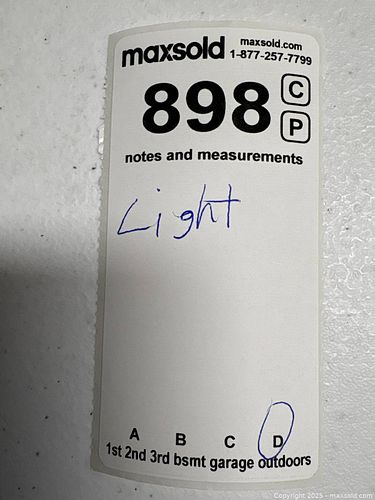 maxsold maxsold.com
1-877-257-7799
898 C
P
notes and measurements
Light
A B C D
1st 2nd 3rd bsmt garage outdoors
Copyright © 2025 - maxsold.com